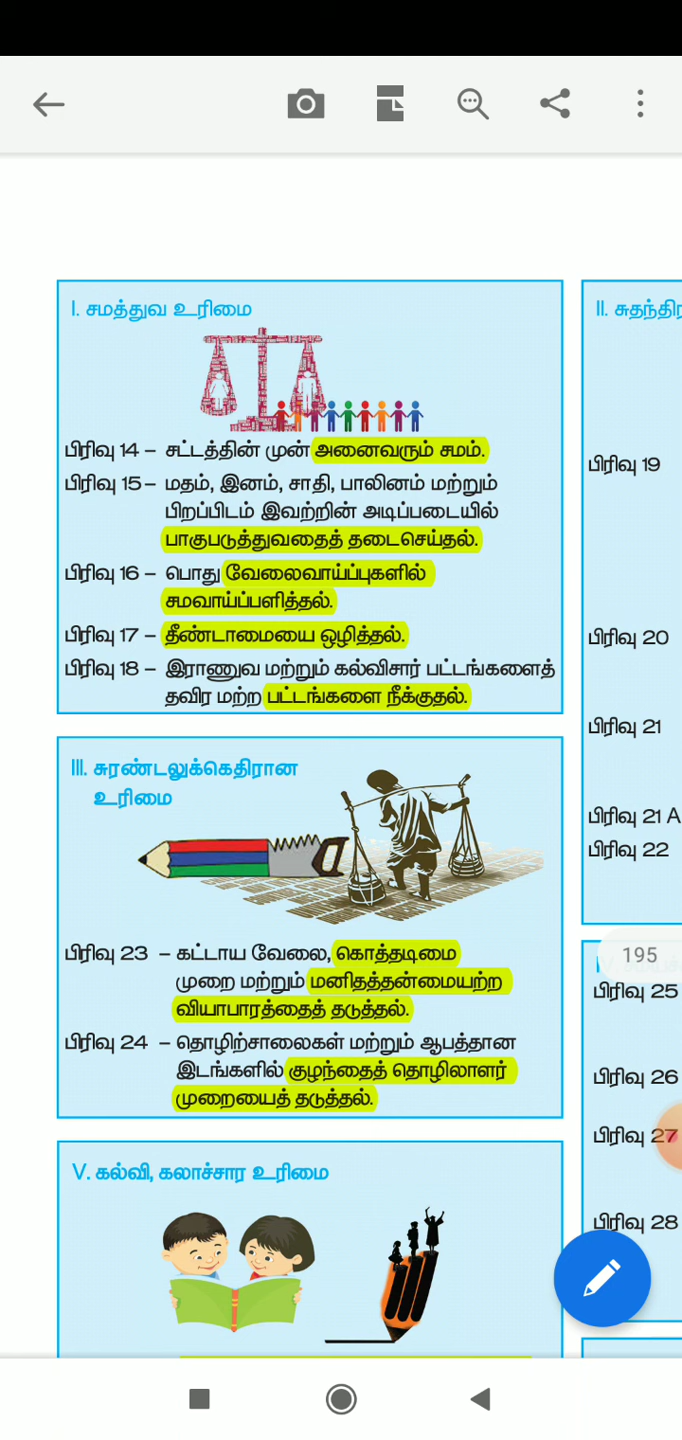 I. சமத்துவ உரிமை
பிரிவு 14 – சட்டத்தின் முன் அனைவரும் சமம்.
பிரிவு 15 – மதம், இனம், சாதி, பாலினம் மற்றும்
பிறப்பிடம் இவற்றின் அடிப்படையில்
பாகுபடுத்துவதைத் தடைசெய்தல்.
பிரிவு 16 – பொது வேலைவாய்ப்புகளில்
சமவாய்ப்பளித்தல்.
பிரிவு 17 – தீண்டாமையை ஒழித்தல்.
பிரிவு 18 – இராணுவ மற்றும் கல்விசார் பட்டங்களைத்
தவிர மற்ற பட்டங்களை நீக்குதல்.
III. சுரண்டலுக்கெதிரான
உரிமை
பிரிவு 23 – கட்டாய வேலை, கொத்தடிமை
முறை மற்றும் மனிதத்தன்மையற்ற
வியாபாரத்தைத் தடுத்தல்.
பிரிவு 24 – தொழிற்சாலைகள் மற்றும் ஆபத்தான
இடங்களில் குழந்தைத் தொழிலாளர்
முறையைத் தடுத்தல்.
V. கல்வி, கலாச்சார உரிமை
II. சுதந்திர
பிரிவு 19
பிரிவு 20
பிரிவு 21
பிரிவு 21 A
பிரிவு 22
195
பிரிவு 25
பிரிவு 26
பிரிவு 27
பிரிவு 28